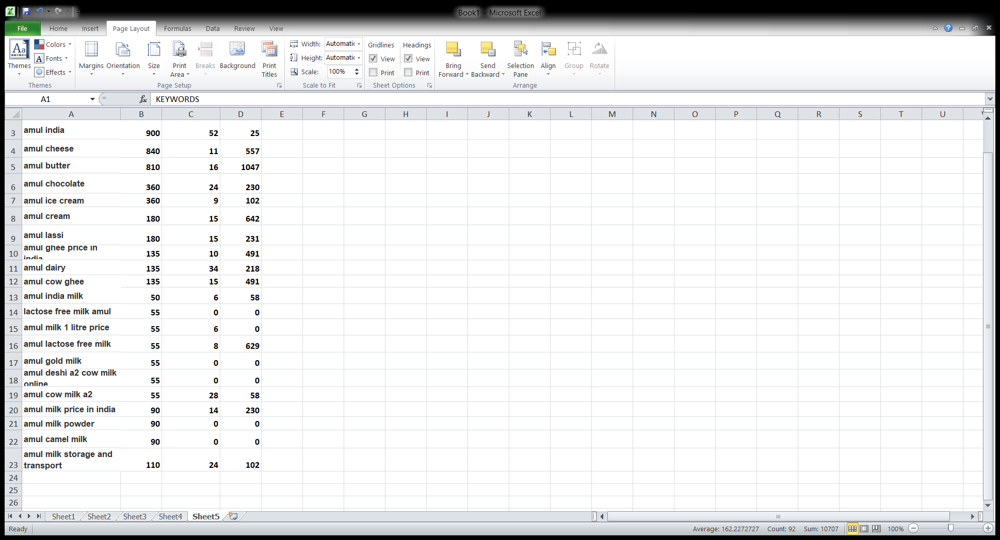 Book1 - Microsoft Excel
File Home Insert Page Layout Formulas Data Review View
Aa Themes Colors Fonts Effects Themes
Margins Orientation Size Print Area Breaks Background Print Titles Page Setup
Width: Automatic Height: Automatic Scale: 100% Scale to Fit
Gridlines View Print Headings View Print Sheet Options
Bring Forward Send Backward Selection Pane Align Group Rotate Arrange
A1 fx KEYWORDS
A B C D E F G H I J K L M N O P Q R S T U
3 amul india 900 52 25
4 amul cheese 840 11 557
5 amul butter 810 16 1047
6 amul chocolate 360 24 230
7 amul ice cream 360 9 102
8 amul cream 180 15 642
9 amul lassi 180 15 231
10 amul ghee price in india 135 10 491
11 amul dairy 135 34 218
12 amul cow ghee 135 15 491
13 amul india milk 50 6 58
14 lactose free milk amul 55 0 0
15 amul milk 1 litre price 55 6 0
16 amul lactose free milk 55 8 629
17 amul gold milk 55 0 0
18 amul deshi a2 cow milk online 55 0 0
19 amul cow milk a2 55 28 58
20 amul milk price in india 90 14 230
21 amul milk powder 90 0 0
22 amul camel milk 90 0 0
23 amul milk storage and transport 110 24 102
24
25
26
Sheet1 Sheet2 Sheet3 Sheet4 Sheet5
Ready Average: 162.2272727 Count: 92 Sum: 10707 100%